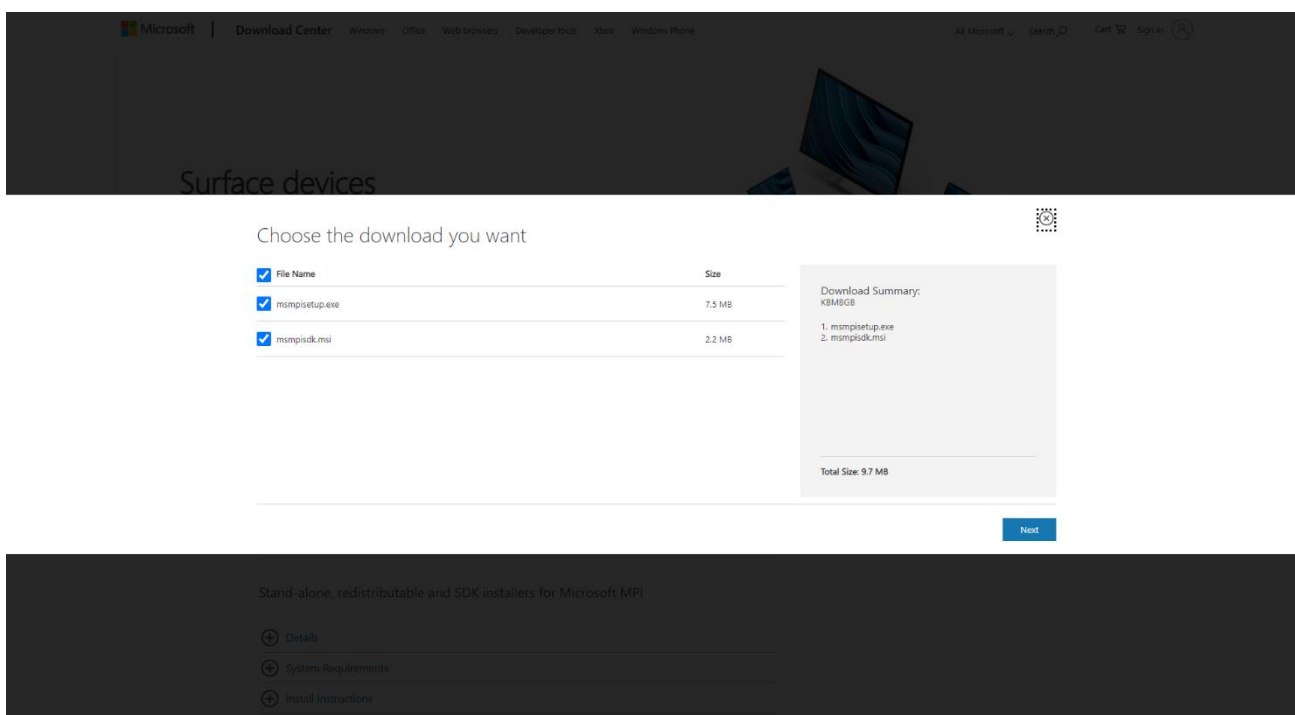 Microsoft Download Center Windows Office Web browsers Developer tools Xbox Windows Phone All Microsoft Search Cart Sign in
Surface devices
Choose the download you want
File Name Size
msmpisetup.exe 7.5 MB
msmpisdk.msi 2.2 MB
Download Summary:
KBMBGB
1. msmpisetup.exe
2. msmpisdk.msi
Total Size: 9.7 MB
Next
Stand-alone, redistributable and SDK installers for Microsoft MPI
Details
System Requirements
Install Instructions